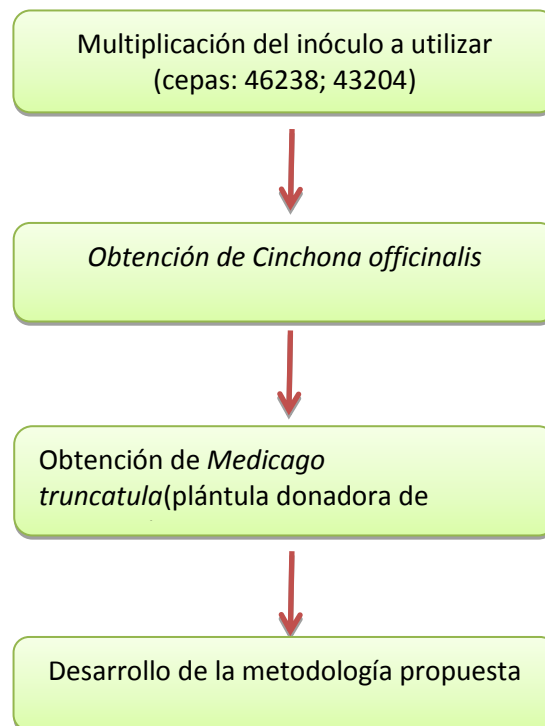 Multiplicación del inóculo a utilizar
(cepas: 46238; 43204)
Obtención de Cinchona officinalis
Obtención de Medicago
truncatula(plántula donadora de
Desarrollo de la metodología propuesta